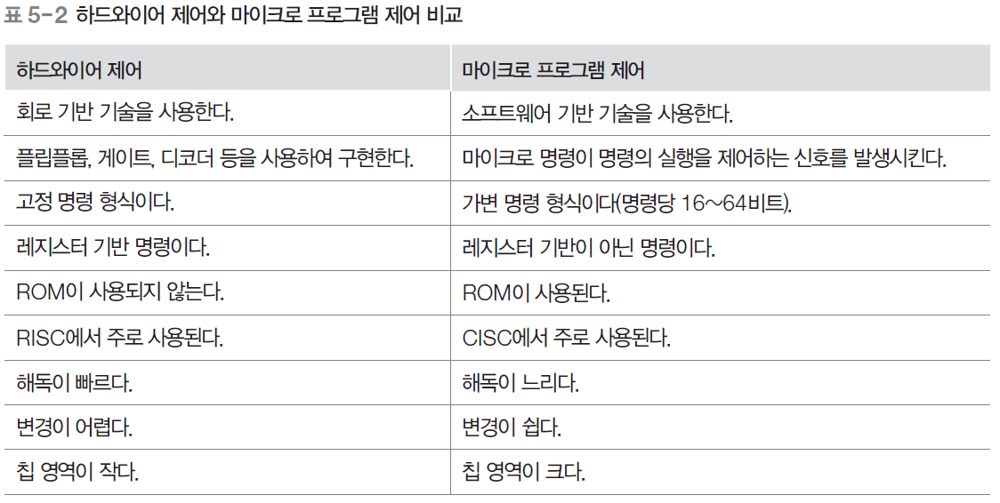 표 5-2 하드와이어 제어와 마이크로 프로그램 제어 비교
하드와이어 제어 마이크로 프로그램 제어
회로 기반 기술을 사용한다. 소프트웨어 기반 기술을 사용한다.
플립플롭, 게이트, 디코더 등을 사용하여 구현한다. 마이크로 명령이 명령의 실행을 제어하는 신호를 발생시킨다.
고정 명령 형식이다. 가변 명령 형식이다(명령당 16~64비트).
레지스터 기반 명령이다. 레지스터 기반이 아닌 명령이다.
ROM이 사용되지 않는다. ROM이 사용된다.
RISC에서 주로 사용된다. CISC에서 주로 사용된다.
해독이 빠르다. 해독이 느리다.
변경이 어렵다. 변경이 쉽다.
칩 영역이 작다. 칩 영역이 크다.